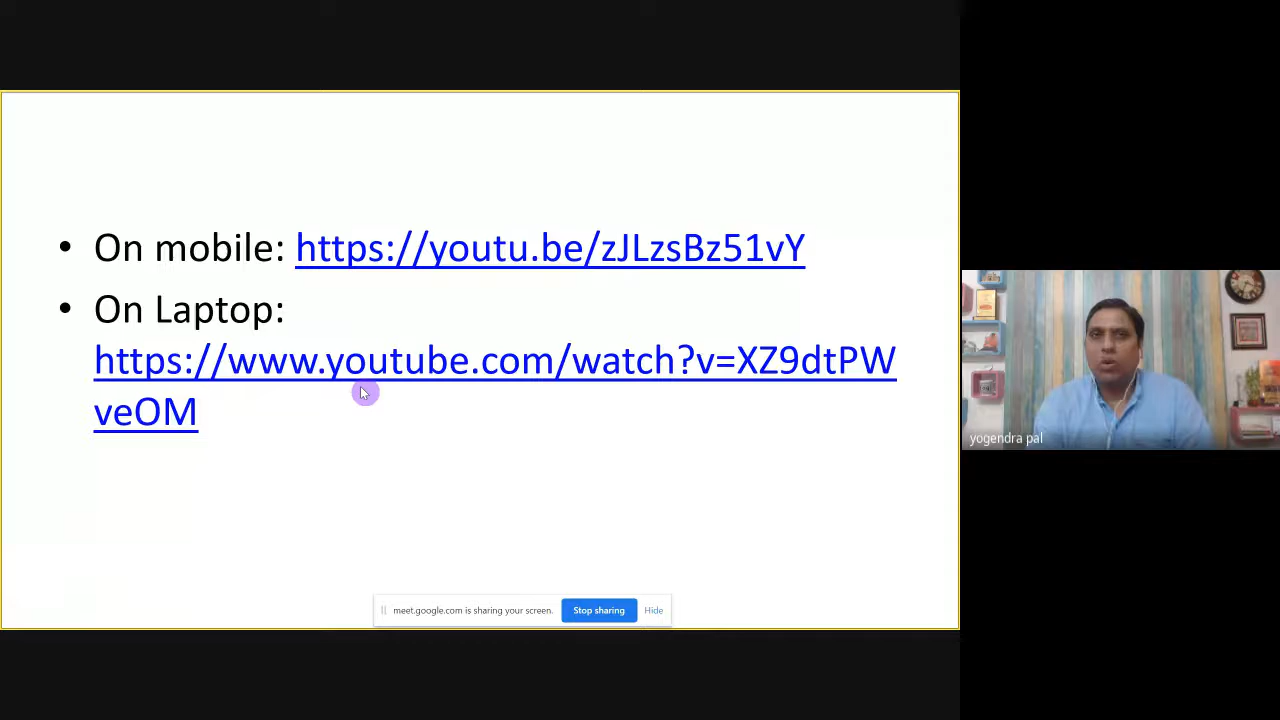 • On mobile: https://youtu.be/zJLzsBz51vY
• On Laptop:
https://www.youtube.com/watch?v=XZ9dtPW
veOM
yogendra pal
meet.google.com is sharing your screen. Stop sharing Hide